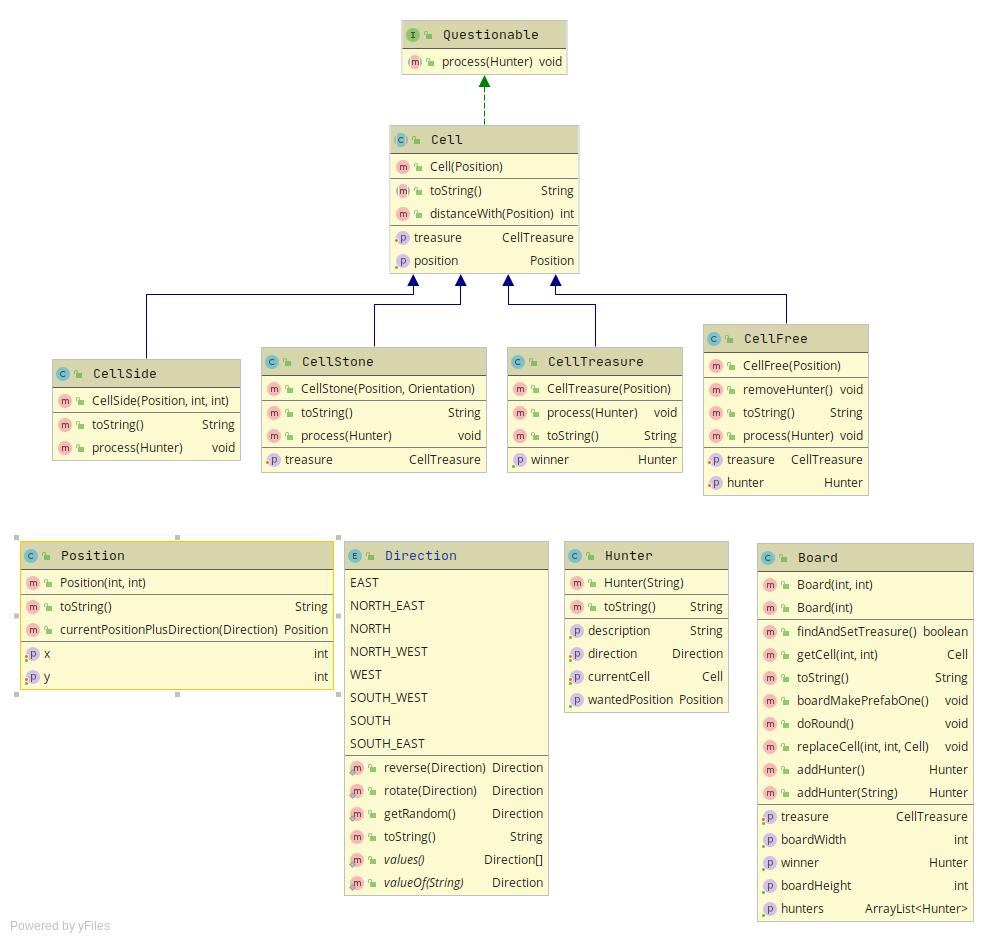 Questionable
process(Hunter) void
Cell
Cell(Position)
toString() String
distanceWith(Position) int
treasure CellTreasure
position Position
CellSide
CellSide(Position, int, int)
toString() String
process(Hunter) void
CellStone
CellStone(Position, Orientation)
toString() String
process(Hunter) void
treasure CellTreasure
CellTreasure
CellTreasure(Position)
process(Hunter) void
toString() String
winner Hunter
CellFree
CellFree(Position)
removeHunter() void
toString() String
process(Hunter) void
treasure CellTreasure
hunter Hunter
Position
Position(int, int)
toString() String
currentPositionPlusDirection(Direction) Position
x int
y int
Direction
EAST
NORTH_EAST
NORTH
NORTH_WEST
WEST
SOUTH_WEST
SOUTH
SOUTH_EAST
reverse(Direction) Direction
rotate(Direction) Direction
getRandom() Direction
toString() String
values() Direction[]
valueOf(String) Direction
Hunter
Hunter(String)
toString() String
description String
direction Direction
currentCell Cell
wantedPosition Position
Board
Board(int, int)
Board(int)
findAndSetTreasure() boolean
getCell(int, int) Cell
toString() String
boardMakePrefabOne() void
doRound() void
replaceCell(int, int, Cell) void
addHunter() Hunter
addHunter(String) Hunter
treasure CellTreasure
boardWidth int
winner Hunter
boardHeight int
hunters ArrayList<Hunter>
Powered by yFiles